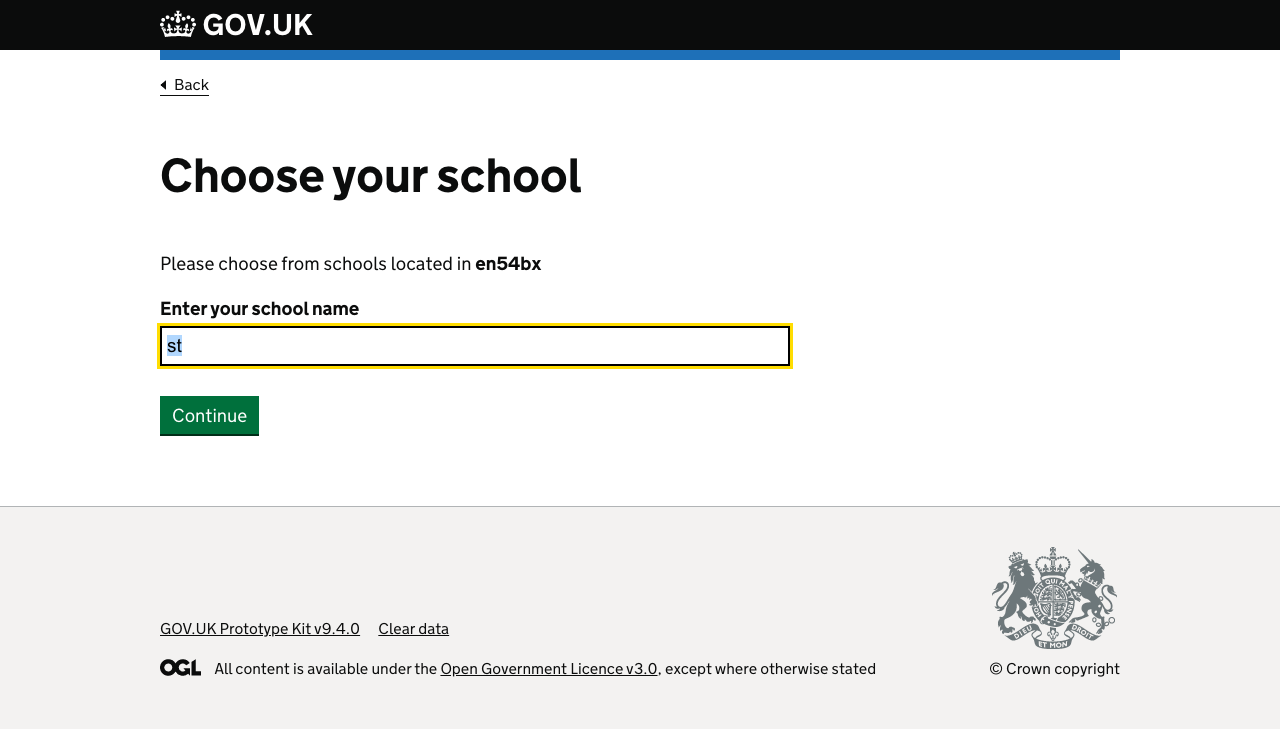 GOV.UK
Back
Choose your school
Please choose from schools located in en54bx
Enter your school name
st
Continue
GOV.UK Prototype Kit v9.4.0 Clear data
OGL All content is available under the Open Government Licence v3.0, except where otherwise stated
© Crown copyright